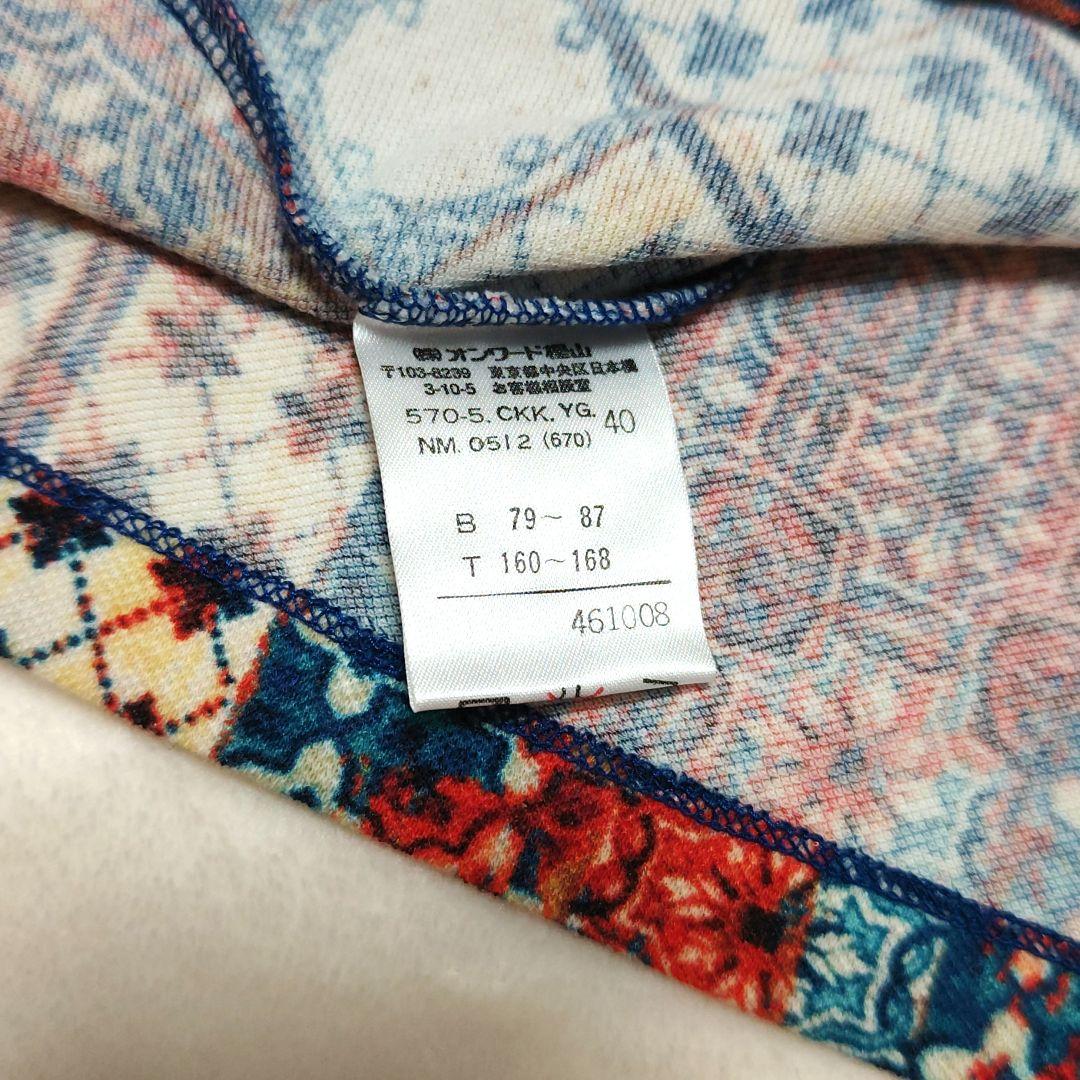 ㈱オンワード樫山
〒103-8239 東京都中央区日本橋
3-10-5 お客様相談室
570-5. CKK. YG. 40
NM. 0512 (670)
B 79～ 87
T 160～168
461008